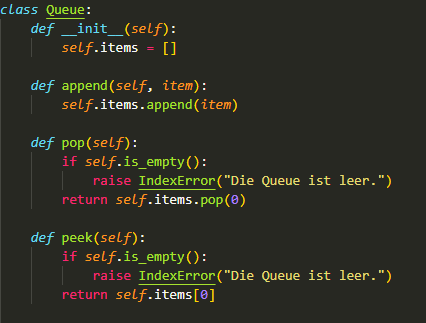 class Queue:
    def __init__(self):
        self.items = []

    def append(self, item):
        self.items.append(item)

    def pop(self):
        if self.is_empty():
            raise IndexError("Die Queue ist leer.")
        return self.items.pop(0)

    def peek(self):
        if self.is_empty():
            raise IndexError("Die Queue ist leer.")
        return self.items[0]